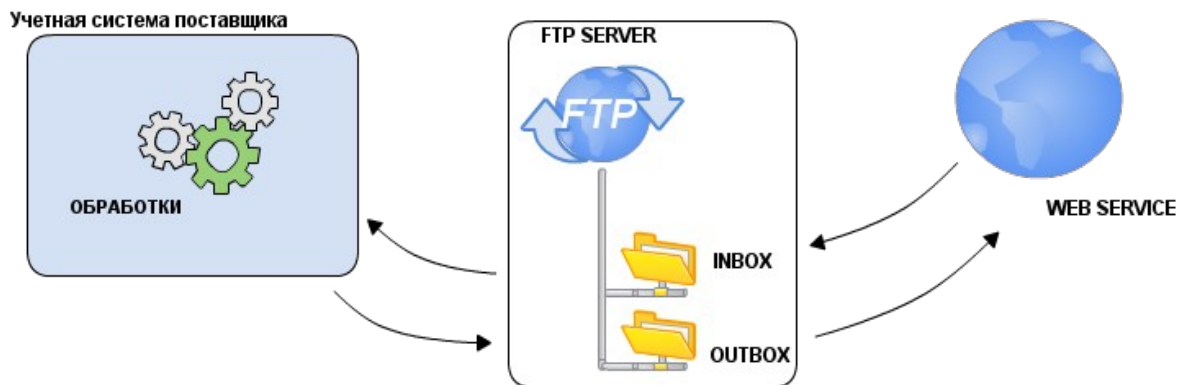 Учетная система поставщика
ОБРАБОТКИ
FTP SERVER
FTP
INBOX
OUTBOX
WEB SERVICE